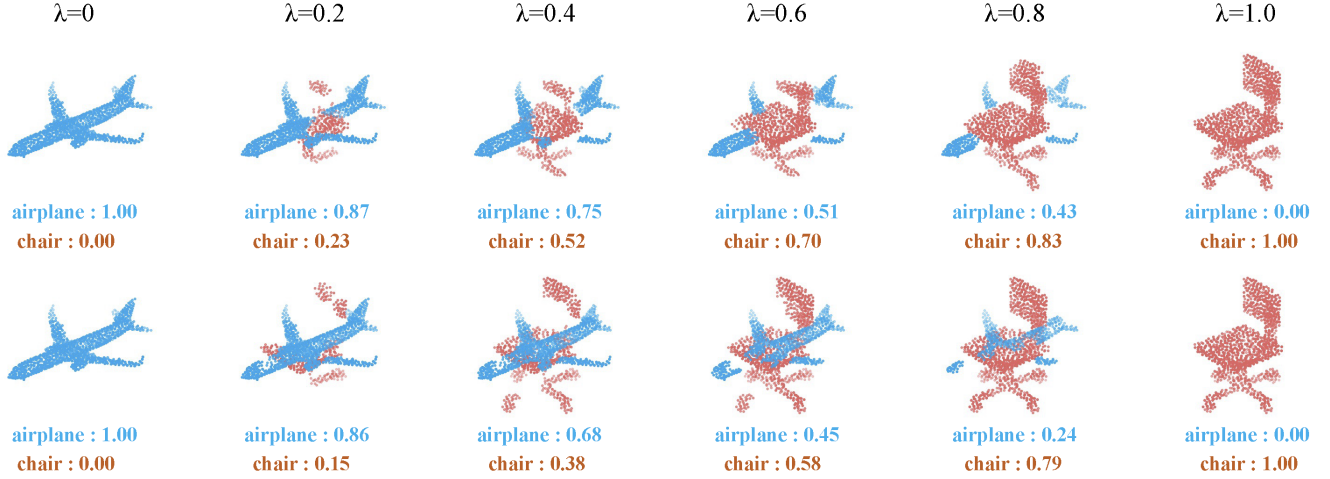 λ=0 λ=0.2 λ=0.4 λ=0.6 λ=0.8 λ=1.0
airplane : 1.00 airplane : 0.87 airplane : 0.75 airplane : 0.51 airplane : 0.43 airplane : 0.00
chair : 0.00 chair : 0.23 chair : 0.52 chair : 0.70 chair : 0.83 chair : 1.00
airplane : 1.00 airplane : 0.86 airplane : 0.68 airplane : 0.45 airplane : 0.24 airplane : 0.00
chair : 0.00 chair : 0.15 chair : 0.38 chair : 0.58 chair : 0.79 chair : 1.00